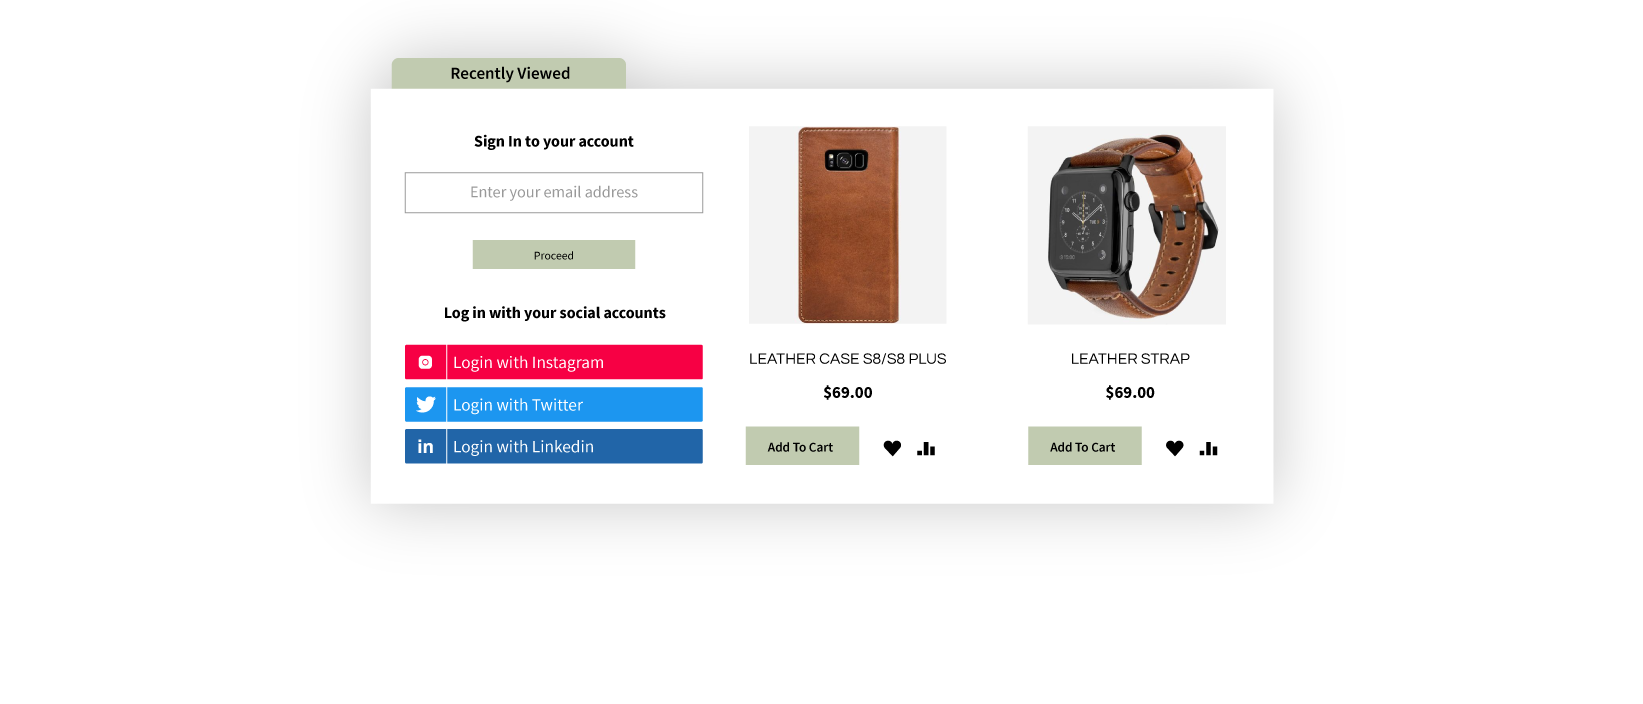 Recently Viewed
Sign In to your account
Enter your email address
Proceed
Log in with your social accounts
Login with Instagram
Login with Twitter
in
Login with Linkedin
LEATHER CASE S8/S8 PLUS
$69.00
Add To Cart
LEATHER STRAP
$69.00
Add To Cart